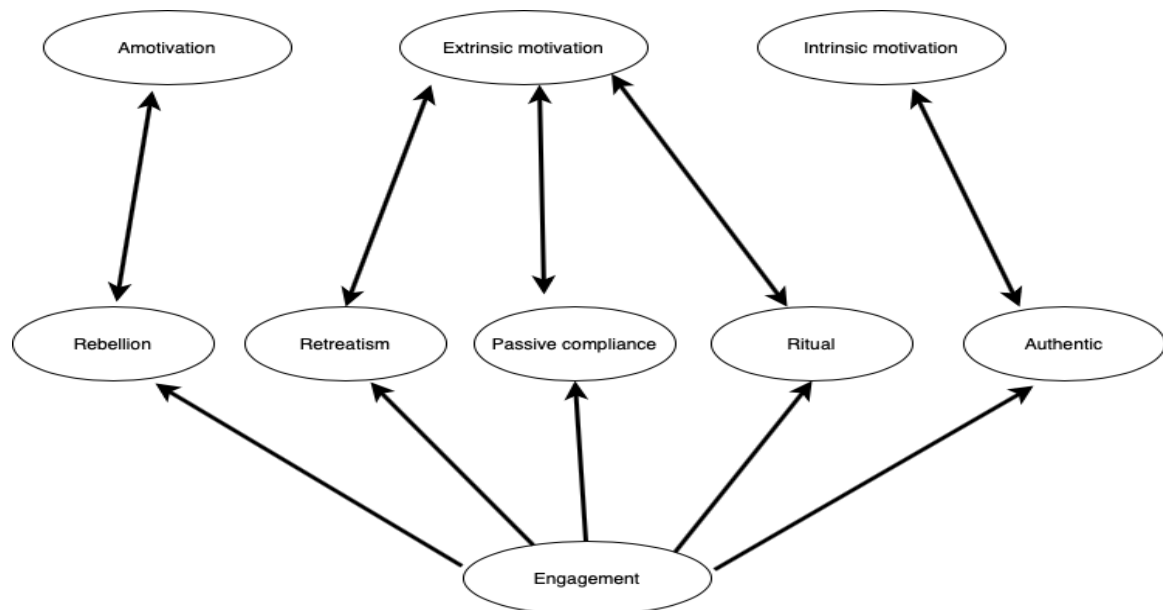 Amotivation
Extrinsic motivation
Intrinsic motivation
Rebellion
Retreatism
Passive compliance
Ritual
Authentic
Engagement